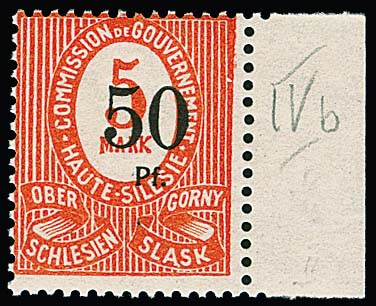 COMMISSION DE GOUVERNEMENT
HAUTE-SILESIE
5
MARK
50
Pf.
OBER SCHLESIEN
GORNY SLASK
IVb